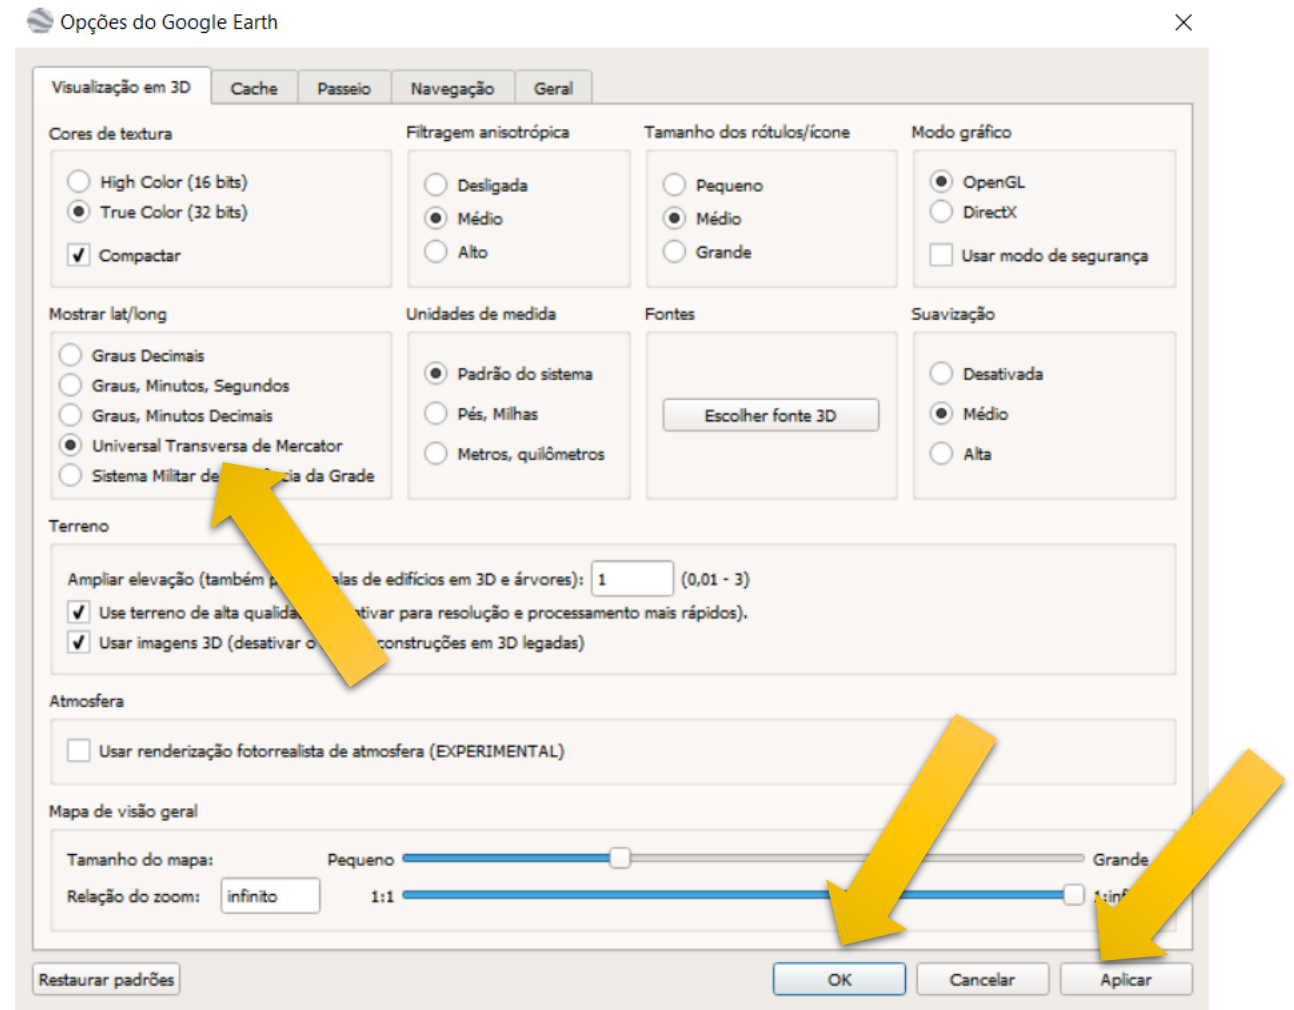 Opções do Google Earth
Visualização em 3D
Cache
Passeio
Navegação
Geral
Cores de textura
High Color (16 bits)
True Color (32 bits)
Compactar
Filtragem anisotrópica
Desligada
Médio
Alto
Tamanho dos rótulos/ícone
Pequeno
Médio
Grande
Modo gráfico
OpenGL
DirectX
Usar modo de segurança
Mostrar lat/long
Graus Decimais
Graus, Minutos, Segundos
Graus, Minutos Decimais
Universal Transversa de Mercator
Sistema Militar de da Grade
Unidades de medida
Padrão do sistema
Pés, Milhas
Metros, quilômetros
Fontes
Escolher fonte 3D
Suavização
Desativada
Médio
Alta
Terreno
Ampliar elevação (também de edifícios em 3D e árvores): 1 (0,01 - 3)
Use terreno de alta para resolução e processamento mais rápidos).
Usar imagens 3D (desativar em 3D legadas)
Atmosfera
Usar renderização fotorrealista de atmosfera (EXPERIMENTAL)
Mapa de visão geral
Tamanho do mapa: Pequeno Grande
Relação do zoom: infinito 1:1
Restaurar padrões
OK
Cancelar
Aplicar